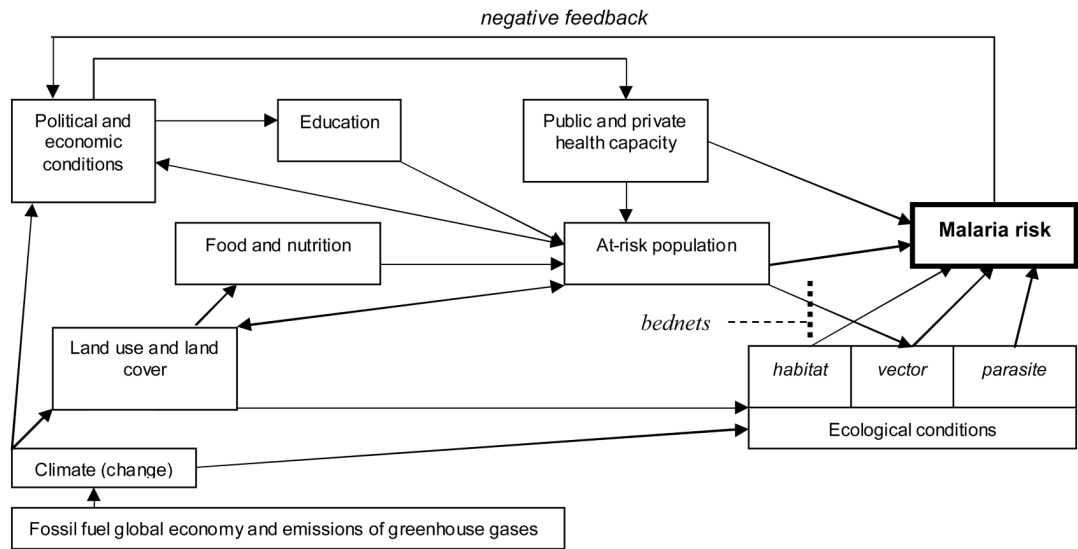 negative feedback
Political and
economic
conditions
Education
Public and private
health capacity
Malaria risk
Food and nutrition
At-risk population
bednets
Land use and land
cover
habitat
vector
parasite
Ecological conditions
Climate (change)
Fossil fuel global economy and emissions of greenhouse gases